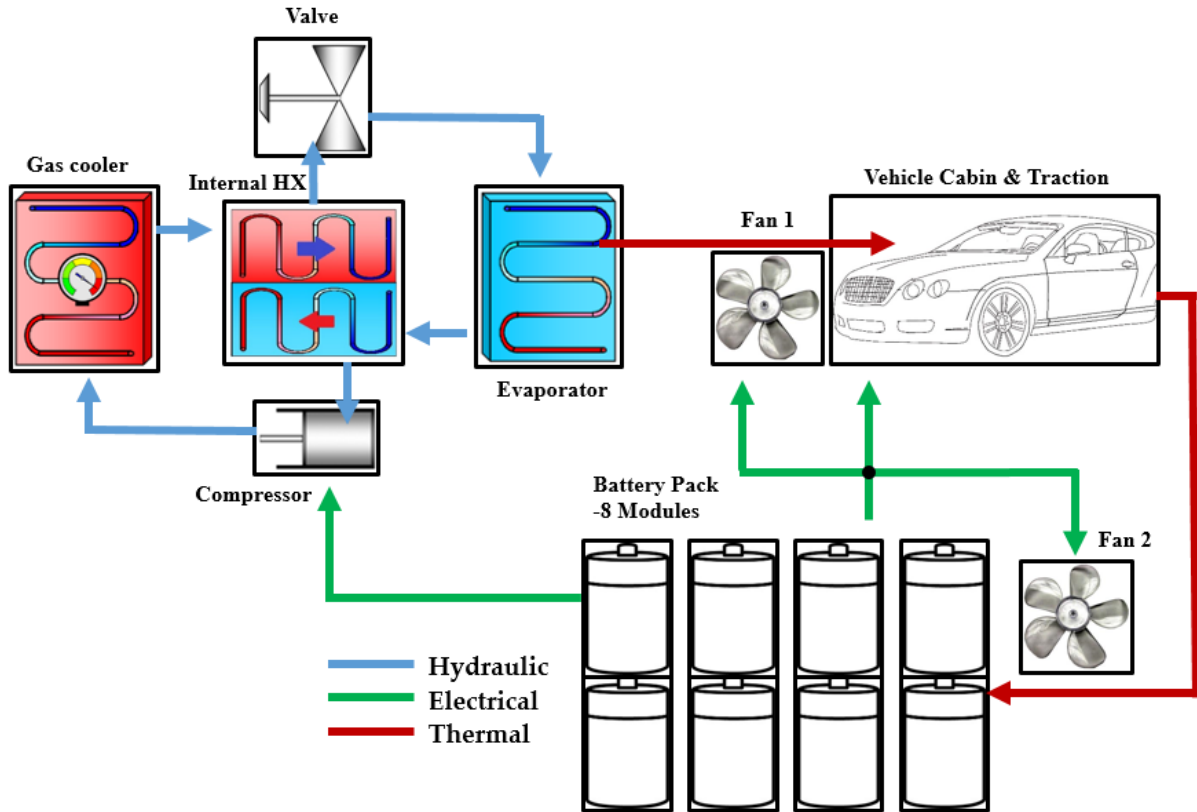 Valve
Gas cooler
Internal HX
Vehicle Cabin & Traction
Fan 1
Evaporator
Compressor
Battery Pack
-8 Modules
Fan 2
Hydraulic
Electrical
Thermal